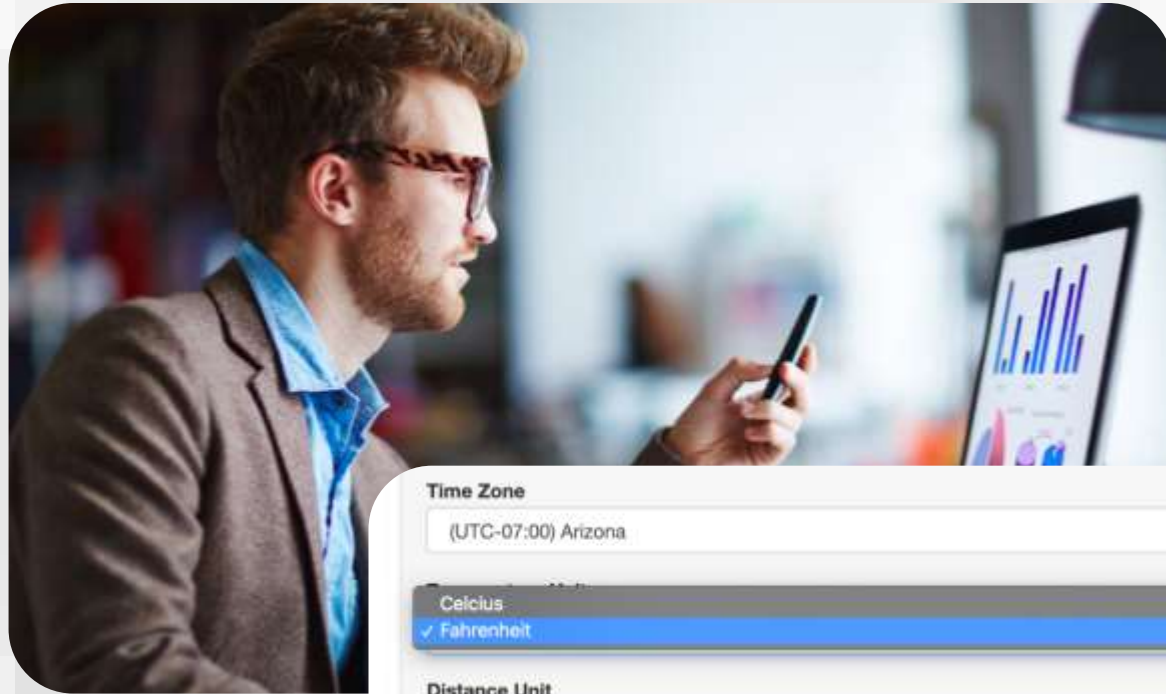 Time Zone
(UTC-07:00) Arizona
Celcius
✓ Fahrenheit
Distance Unit